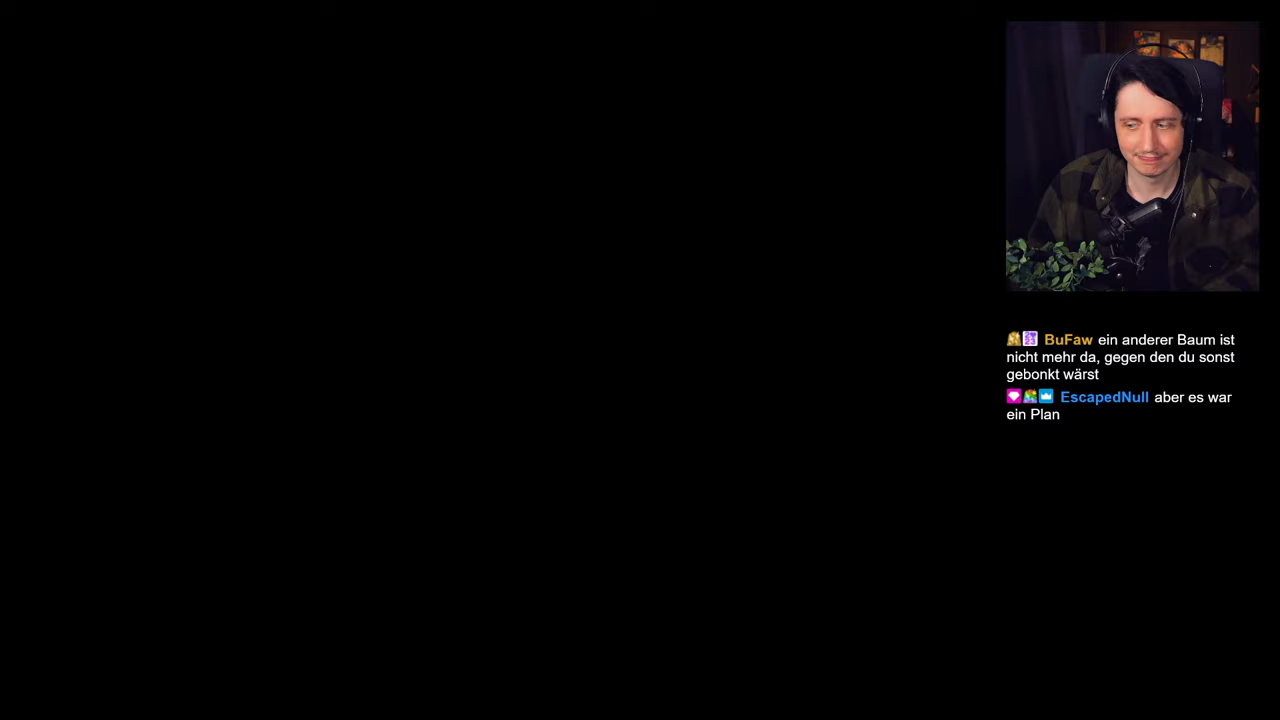 BuFaw ein anderer Baum ist
nicht mehr da, gegen den du sonst
gebonkt wärst
EscapedNull aber es war
ein Plan